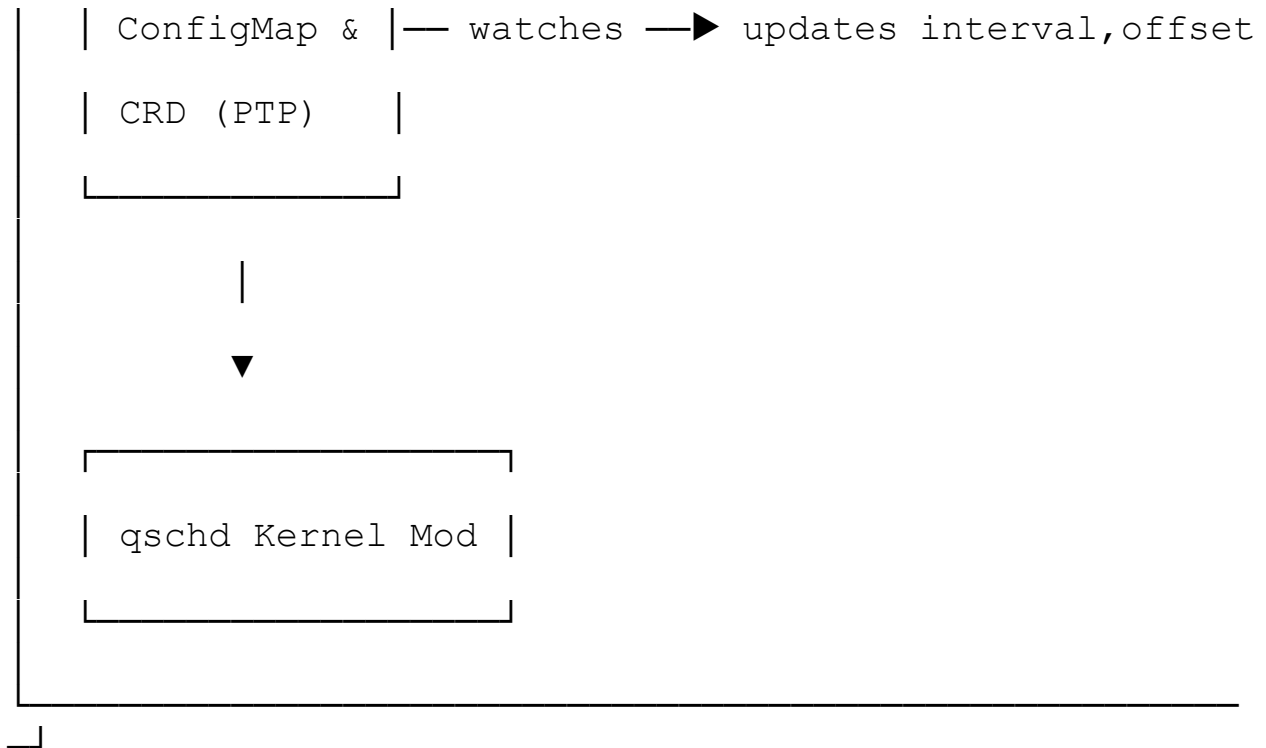 ConfigMap & │── watches ──▶ updates interval,offset
CRD (PTP)
qschd Kernel Mod